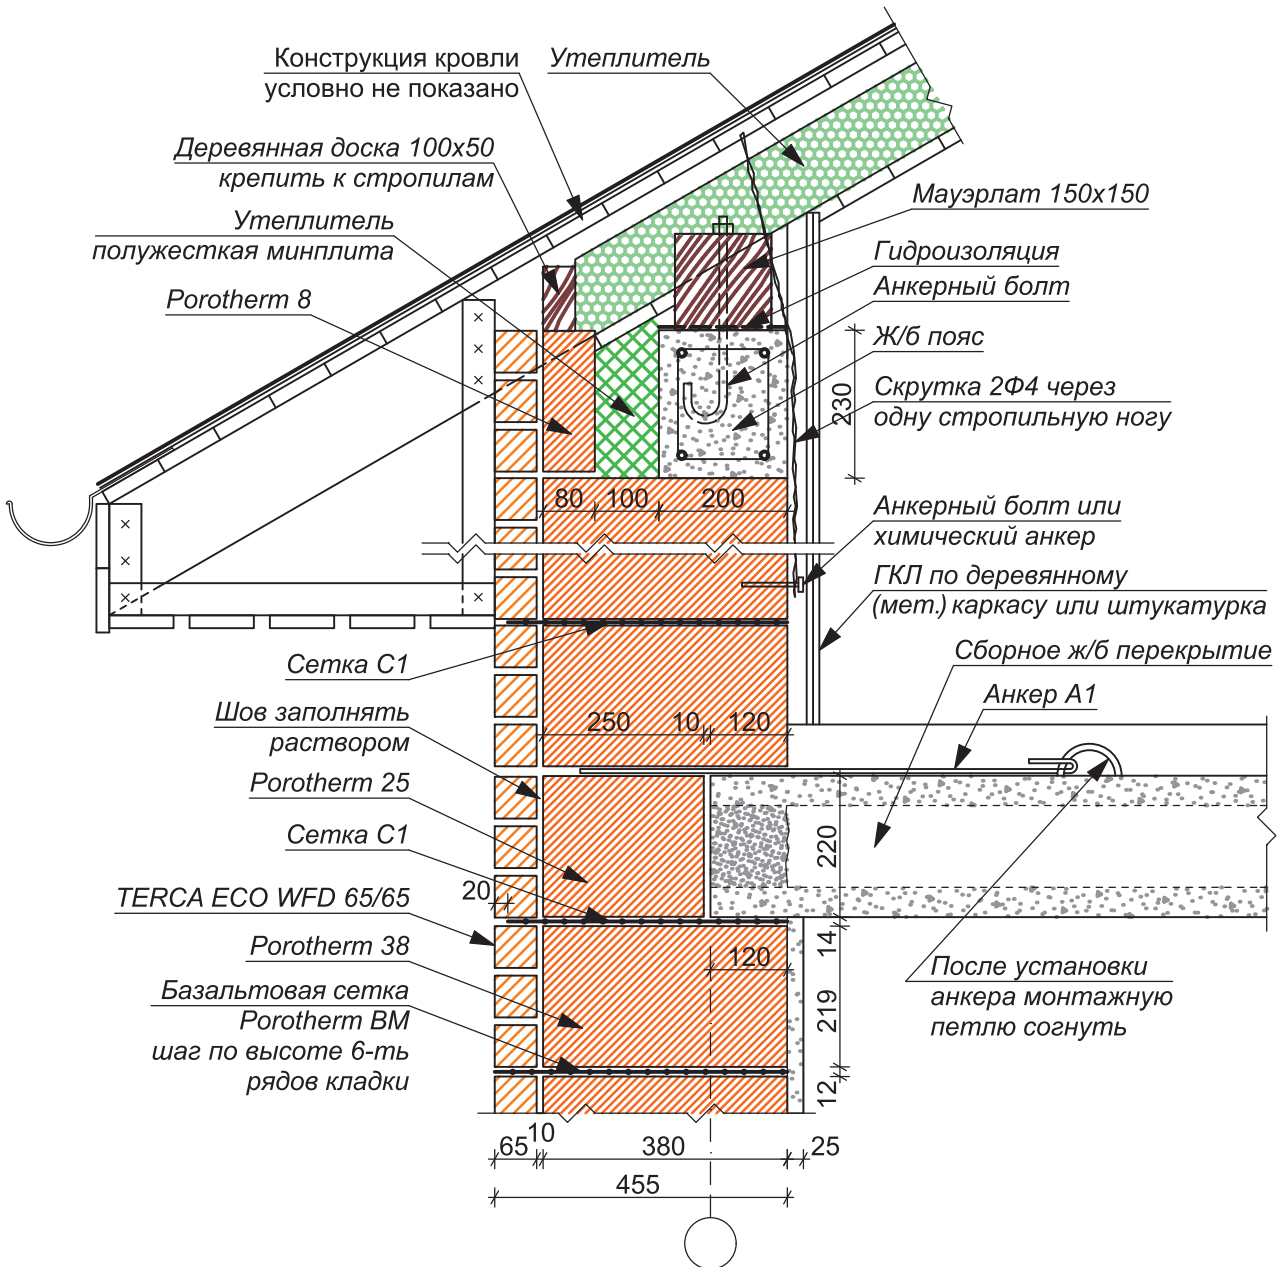 Конструкция кровли
условно не показано
Утеплитель
Деревянная доска 100х50
крепить к стропилам
Утеплитель
полужесткая минплита
Porotherm 8
Мауэрлат 150х150
Гидроизоляция
Анкерный болт
Ж/б пояс
Скрутка 2Ф4 через
одну стропильную ногу
230
80
100
200
Анкерный болт или
химический анкер
ГКЛ по деревянному
(мет.) каркасу или штукатурка
Сетка С1
Сборное ж/б перекрытие
Анкер А1
Шов заполнять
раствором
250
10
120
Porotherm 25
Сетка С1
220
20
TERCA ECO WFD 65/65
Porotherm 38
120
14
После установки
анкера монтажную
петлю согнуть
Базальтовая сетка
Porotherm BM
шаг по высоте 6-ть
рядов кладки
219
12
65
10
380
25
455